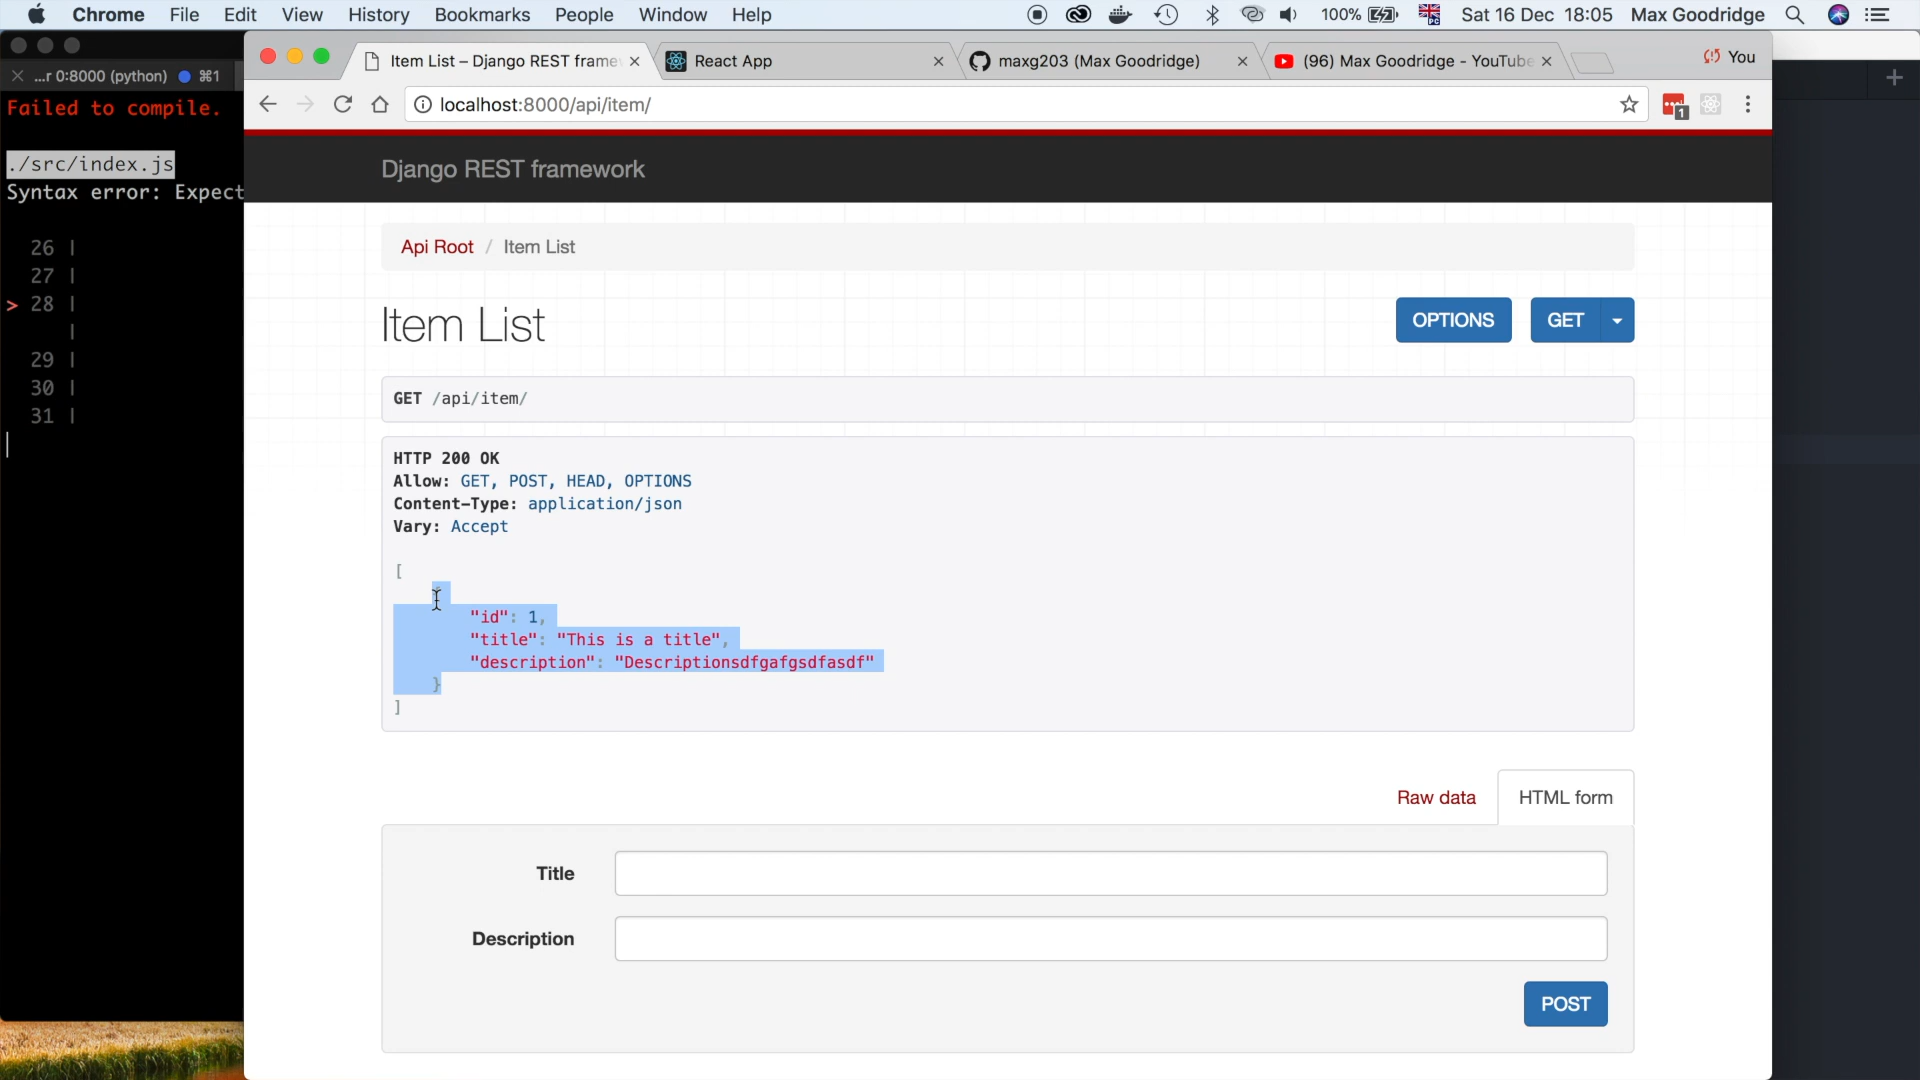 Chrome File Edit View History Bookmarks People Window Help 100% Sat 16 Dec 18:05 Max Goodridge
...r 0:8000 (python) ⌘1
Item List – Django REST frame
React App
maxg203 (Max Goodridge)
(96) Max Goodridge - YouTube
You
localhost:8000/api/item/
1
Failed to compile.
./src/index.js
Syntax error: Expect
26 |
27 |
> 28 |
|
29 |
30 |
31 |
Django REST framework
Api Root / Item List
Item List
OPTIONS
GET
GET /api/item/
HTTP 200 OK
Allow: GET, POST, HEAD, OPTIONS
Content-Type: application/json
Vary: Accept
[
{
"id": 1,
"title": "This is a title",
"description": "Descriptionsdfgafgsdfasdf"
}
]
Raw data
HTML form
Title
Description
POST